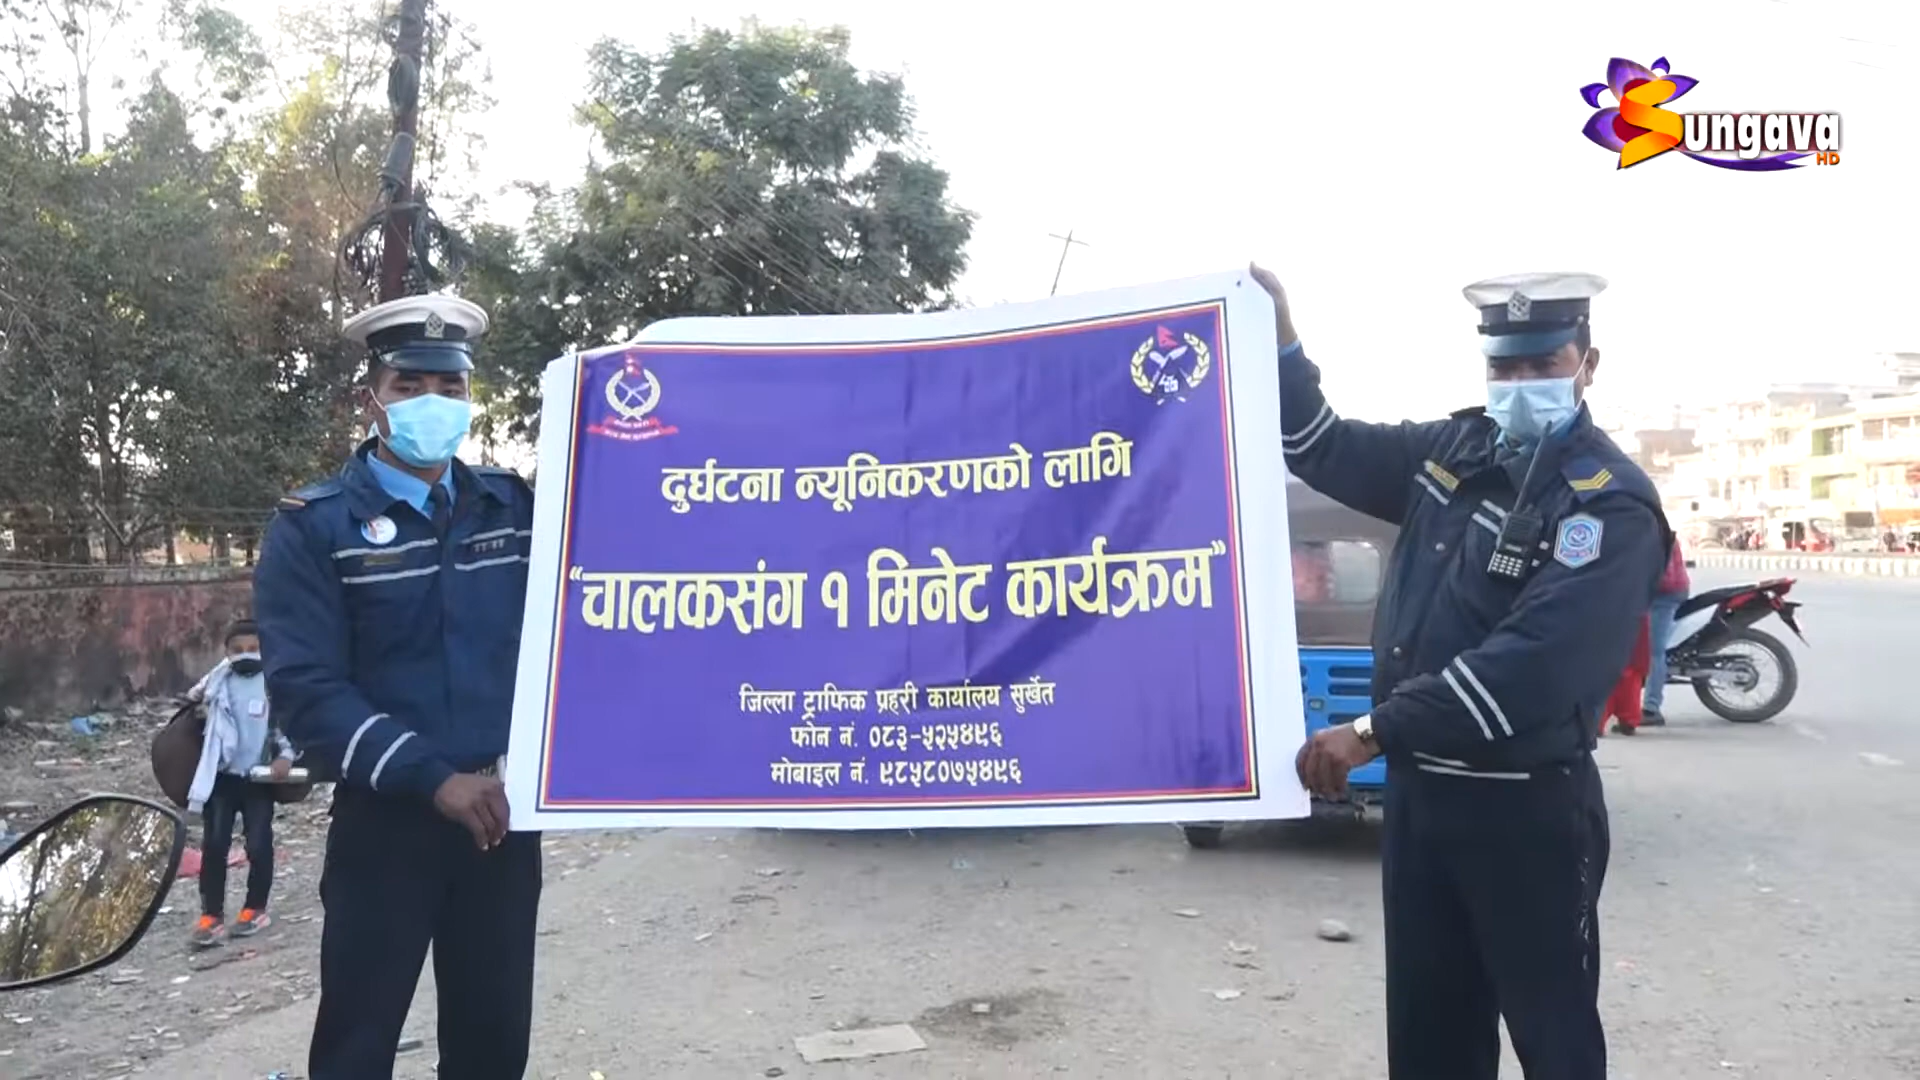 Sungava
HD
दुर्घटना न्यूनिकरणको लागि
"चालकसंग १ मिनेट कार्यक्रम"
जिल्ला ट्राफिक प्रहरी कार्यालय सुर्खेत
फोन नं. ०८३-५२५४९६
मोबाइल नं. ९८५८०७५४९६